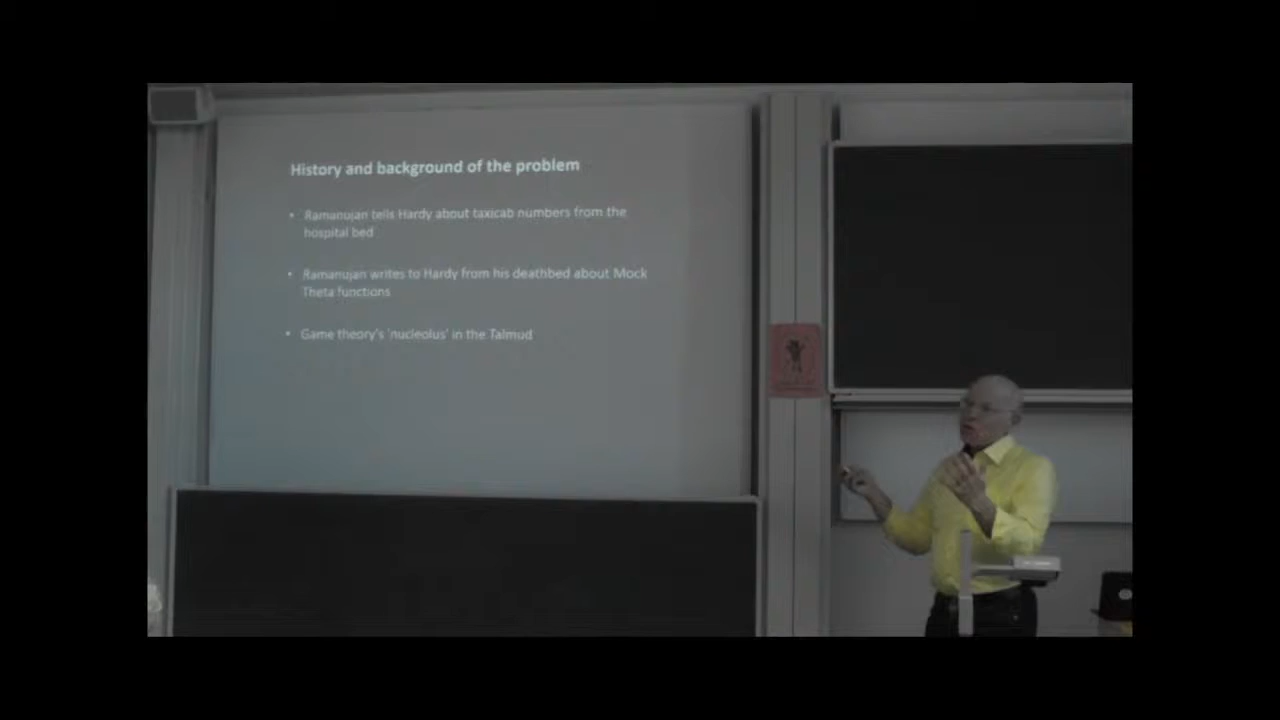 History and background of the problem
• Ramanujan tells Hardy about taxicab numbers from the
hospital bed
• Ramanujan writes to Hardy from his deathbed about Mock
Theta functions
• Game theory's 'nucleolus' in the Talmud